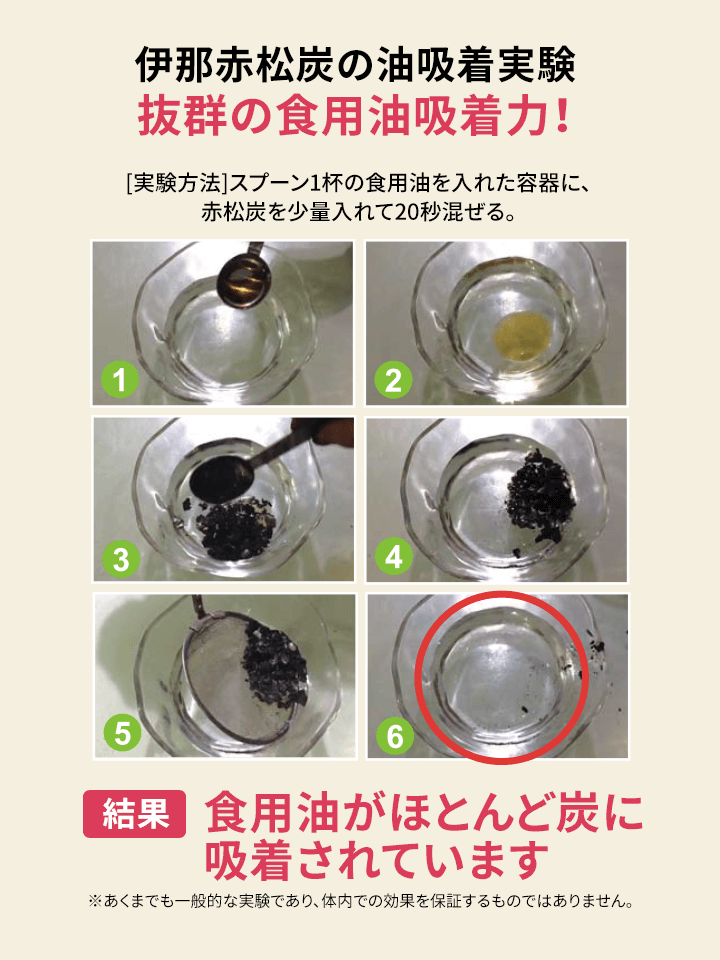 伊那赤松炭の油吸着実験
抜群の食用油吸着力!
[実験方法]スプーン1杯の食用油を入れた容器に、
赤松炭を少量入れて20秒混ぜる。
1
2
3
4
5
6
結果
食用油がほとんど炭に
吸着されています
※あくまでも一般的な実験であり、体内での効果を保証するものではありません。